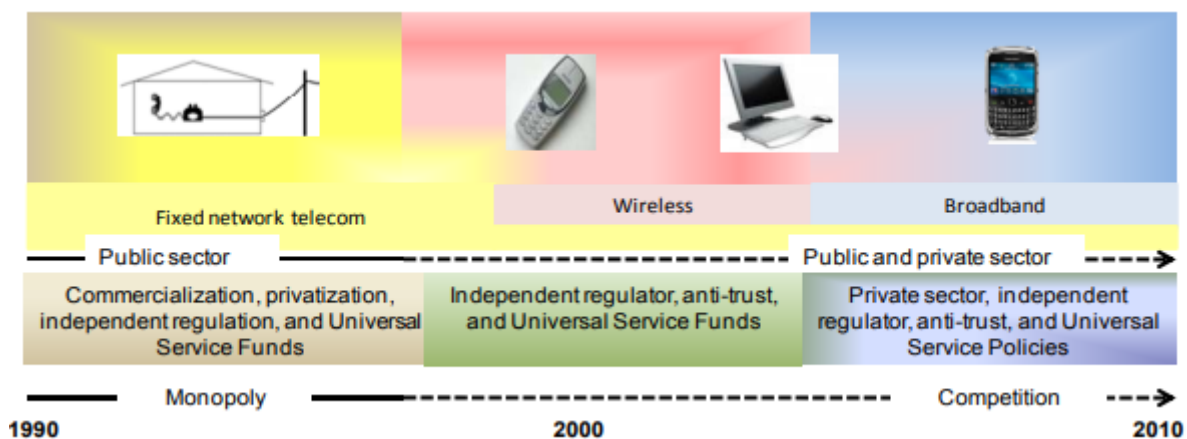 Fixed network telecom
Wireless
Broadband
Public sector
Public and private sector
Commercialization, privatization,
independent regulation, and Universal
Service Funds
Independent regulator, anti-trust,
and Universal Service Funds
Private sector, independent
regulator, anti-trust, and Universal
Service Policies
Monopoly
Competition
1990
2000
2010